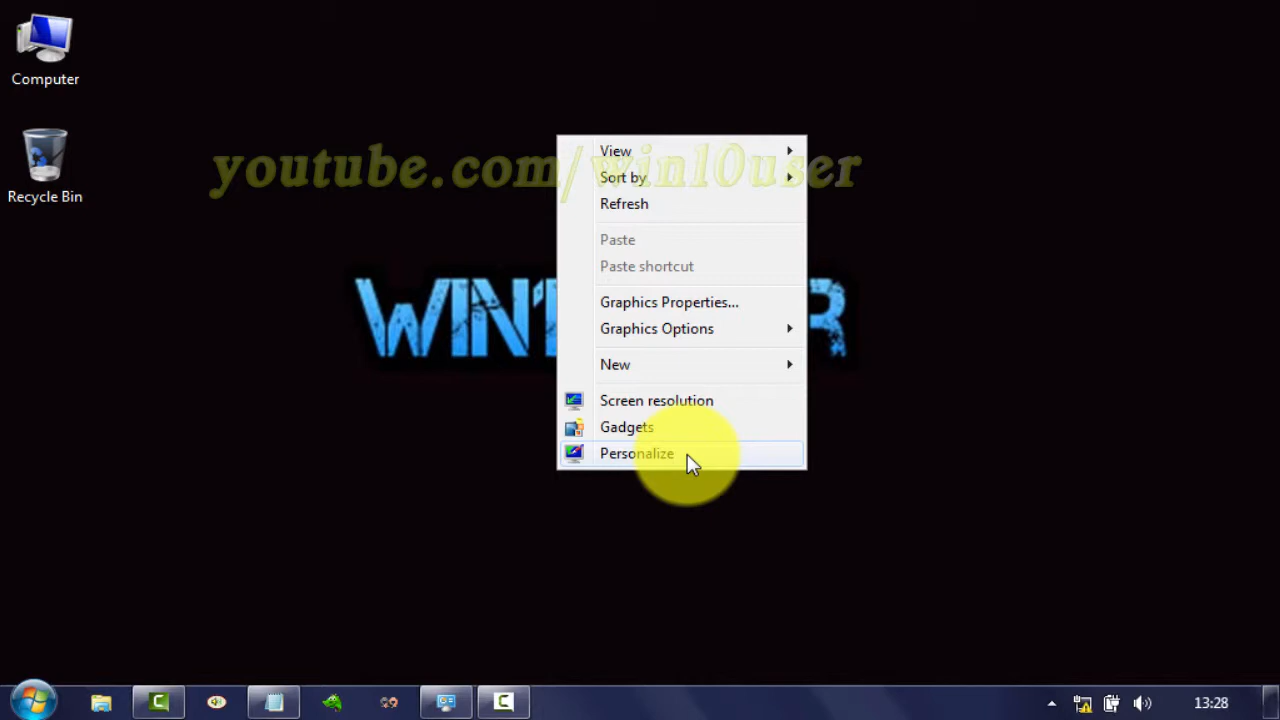 Computer
Recycle Bin
youtube.com/win10user
View
Sort by
Refresh
Paste
Paste shortcut
Graphics Properties...
Graphics Options
New
Screen resolution
Gadgets
Personalize
13:28